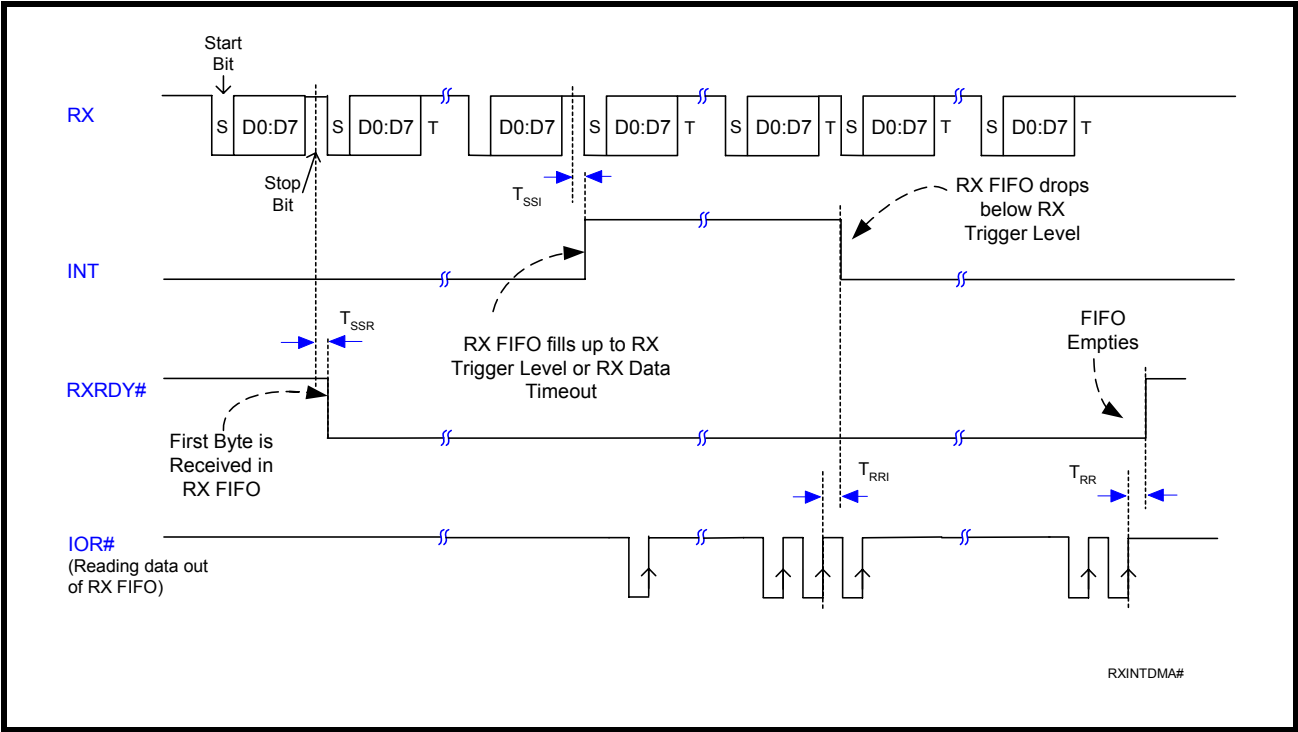 Start
Bit
RX
S D0:D7 S D0:D7 T D0:D7 S D0:D7 T S D0:D7 T S D0:D7 T S D0:D7 T
Stop
Bit
TSSI
RX FIFO drops
below RX
Trigger Level
INT
TSSR
RX FIFO fills up to RX
Trigger Level or RX Data
Timeout
FIFO
Empties
RXRDY#
First Byte is
Received in
RX FIFO
TRRI
TRR
IOR#
(Reading data out
of RX FIFO)
RXINTDMA#